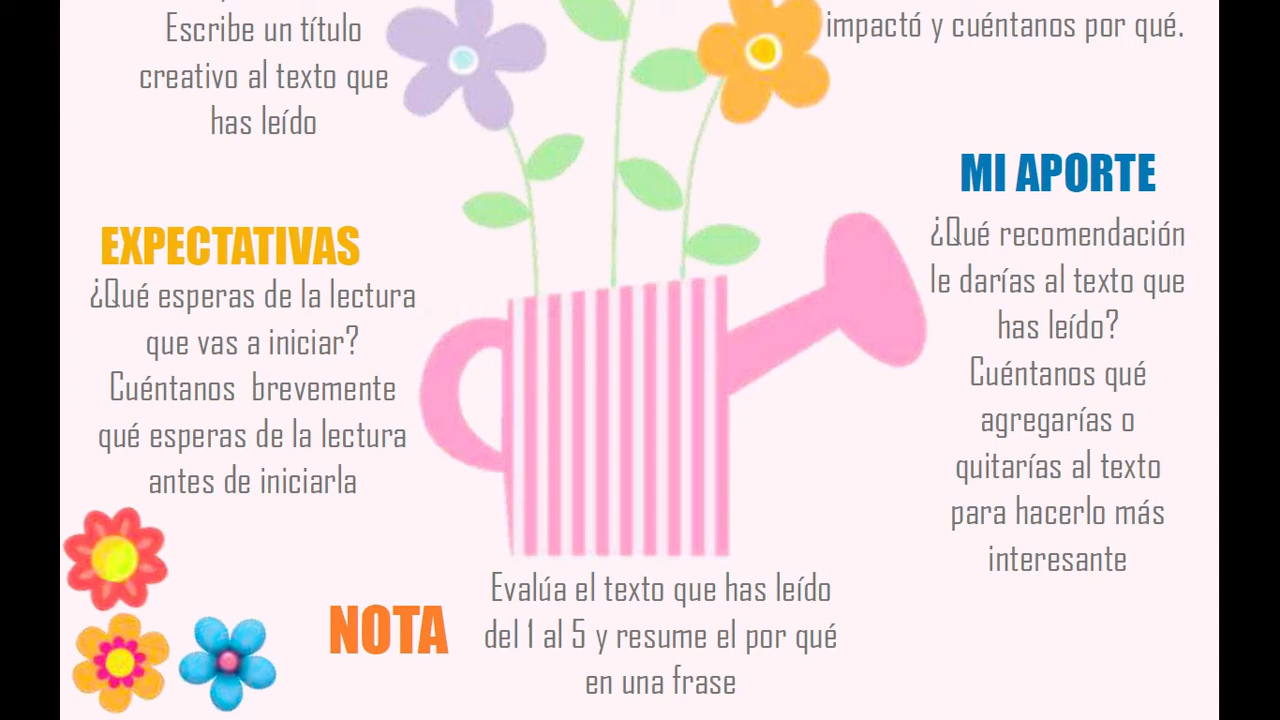 Escribe un título
creativo al texto que
has leído
impactó y cuéntanos por qué.
EXPECTATIVAS
¿Qué esperas de la lectura
que vas a iniciar?
Cuéntanos brevemente
qué esperas de la lectura
antes de iniciarla
MI APORTE
¿Qué recomendación
le darías al texto que
has leído?
Cuéntanos qué
agregarías o
quitarías al texto
para hacerlo más
interesante
NOTA
Evalúa el texto que has leído
del 1 al 5 y resume el por qué
en una frase